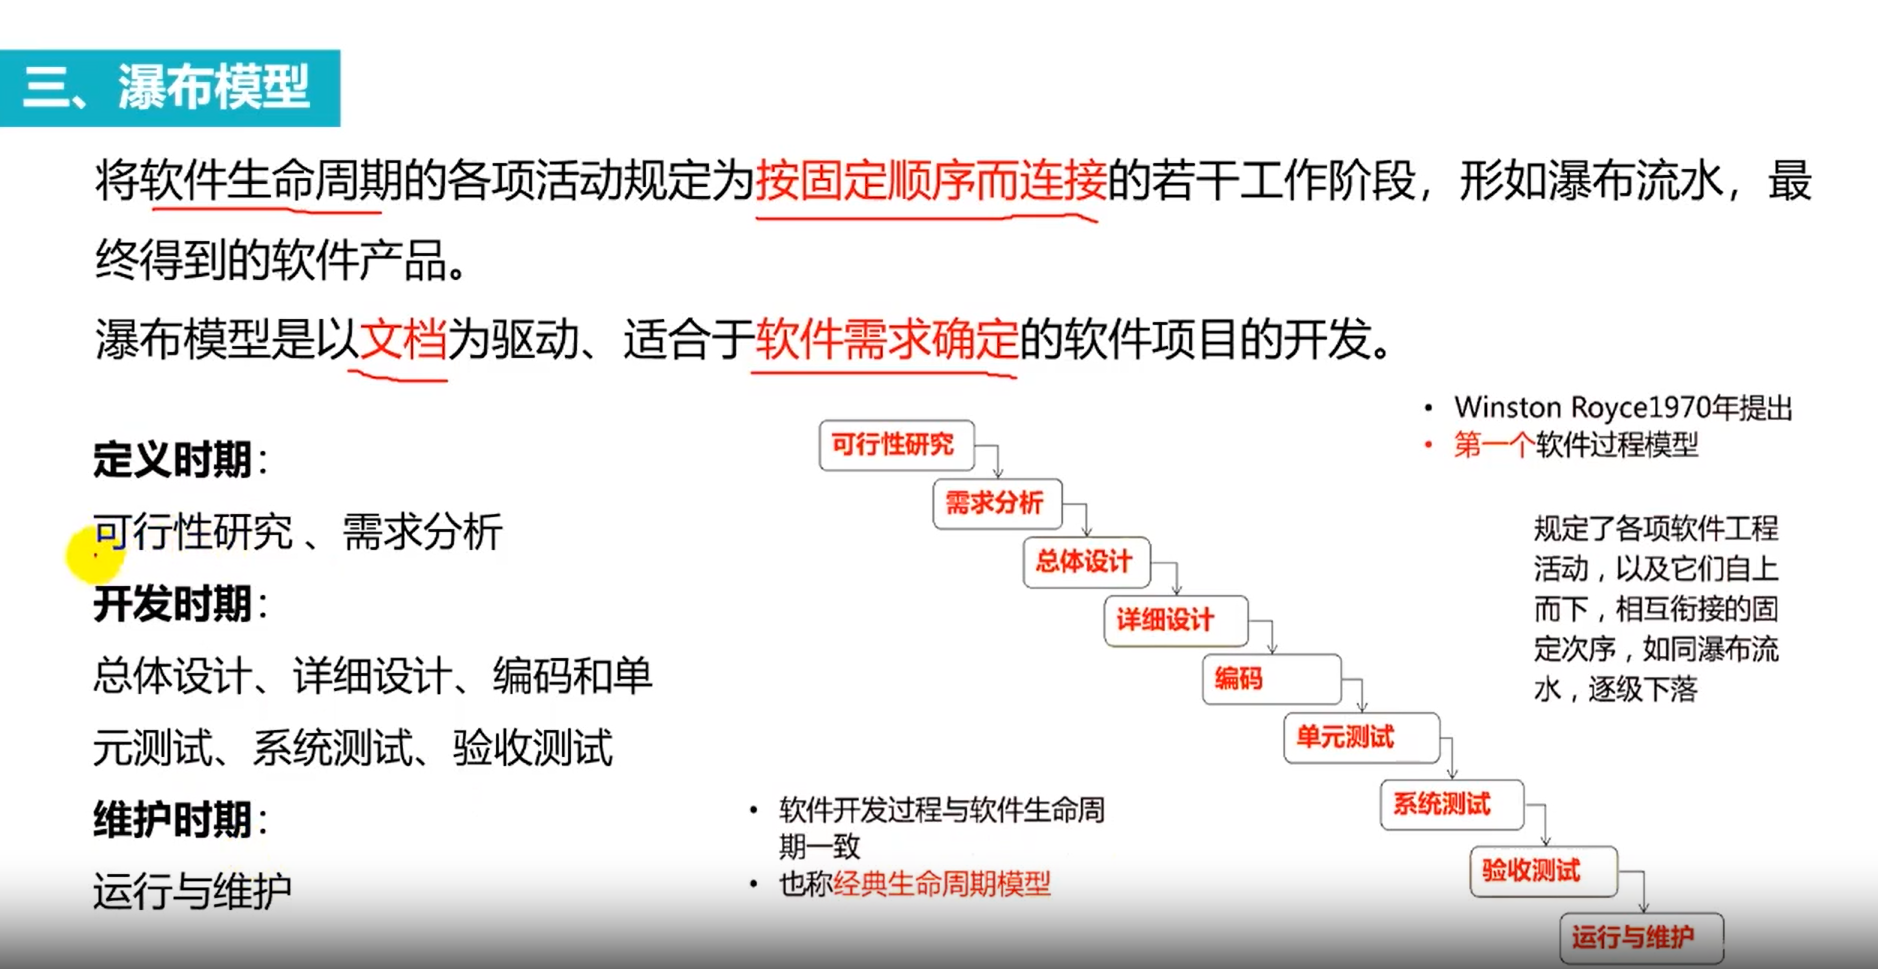 三、瀑布模型
将软件生命周期的各项活动规定为按固定顺序而连接的若干工作阶段，形如瀑布流水，最
终得到的软件产品。
瀑布模型是以文档为驱动、适合于软件需求确定的软件项目的开发。
定义时期：
可行性研究 、需求分析
开发时期：
总体设计、详细设计、编码和单
元测试、系统测试、验收测试
维护时期：
运行与维护
可行性研究
需求分析
总体设计
详细设计
编码
单元测试
系统测试
验收测试
运行与维护
• Winston Royce1970年提出
• 第一个软件过程模型
规定了各项软件工程
活动，以及它们自上
而下，相互衔接的固
定次序，如同瀑布流
水，逐级下落
• 软件开发过程与软件生命周
期一致
• 也称经典生命周期模型